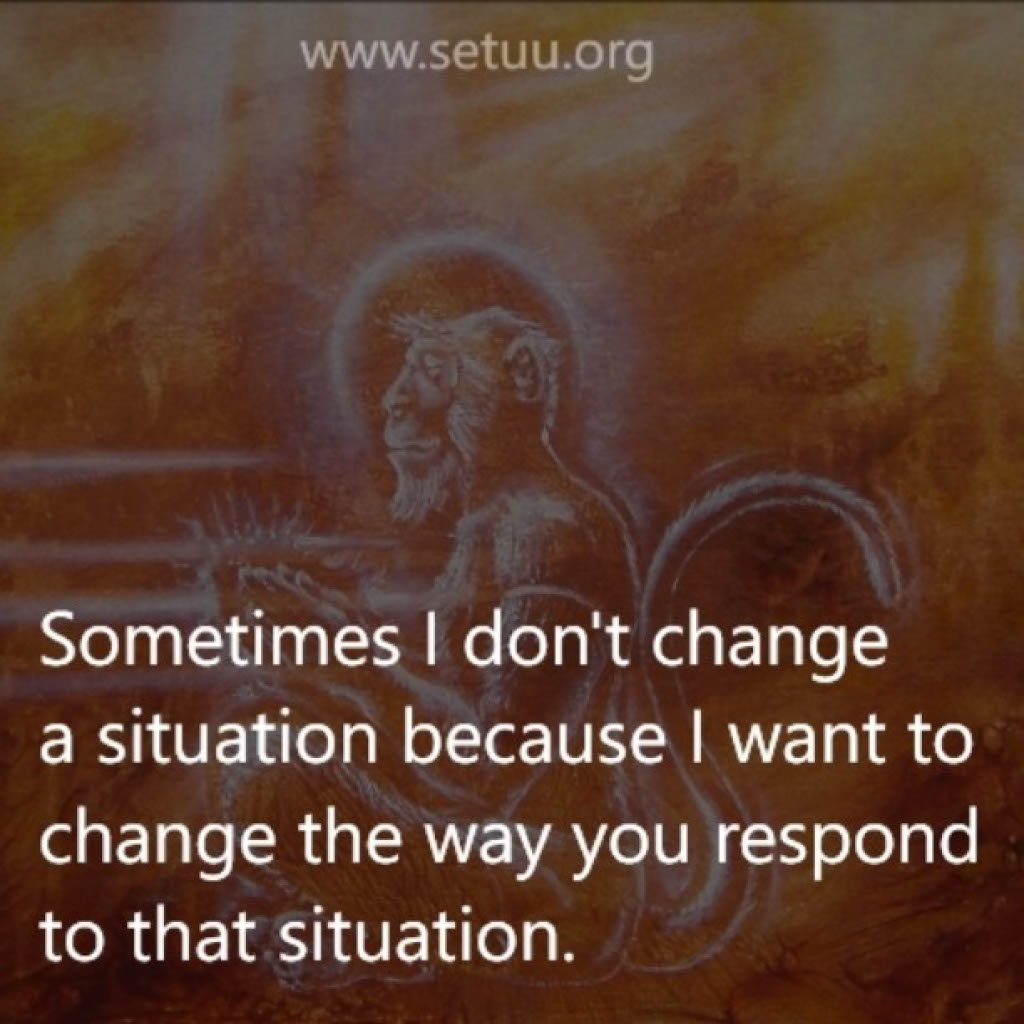 www.setuu.org
Sometimes I don't change
a situation because I want to
change the way you respond
to that situation.